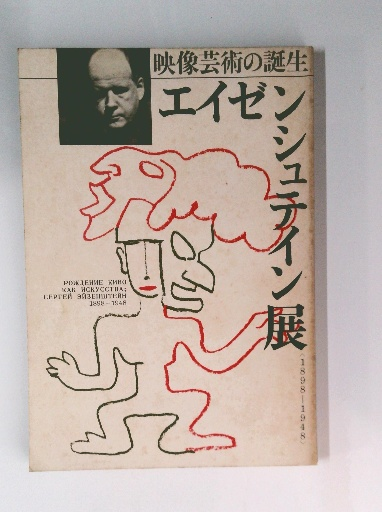 映像芸術の誕生
エイゼンシュテイン展
(1898–1948)
РОЖДЕНИЕ КИНО
КАК ИСКУССТВА:
СЕРГЕЙ ЭЙЗЕНШТЕЙН
1898–1948